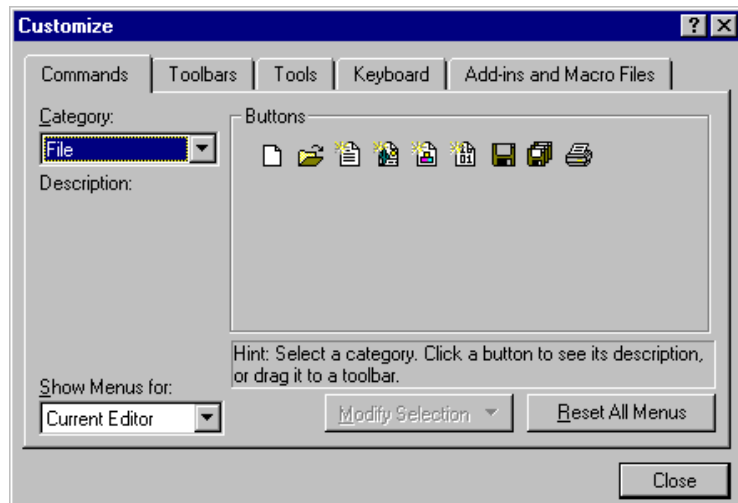 Customize
Commands Toolbars Tools Keyboard Add-ins and Macro Files
Category:
File
Description:
Buttons
Hint: Select a category. Click a button to see its description,
or drag it to a toolbar.
Show Menus for:
Current Editor
Modify Selection
Reset All Menus
Close